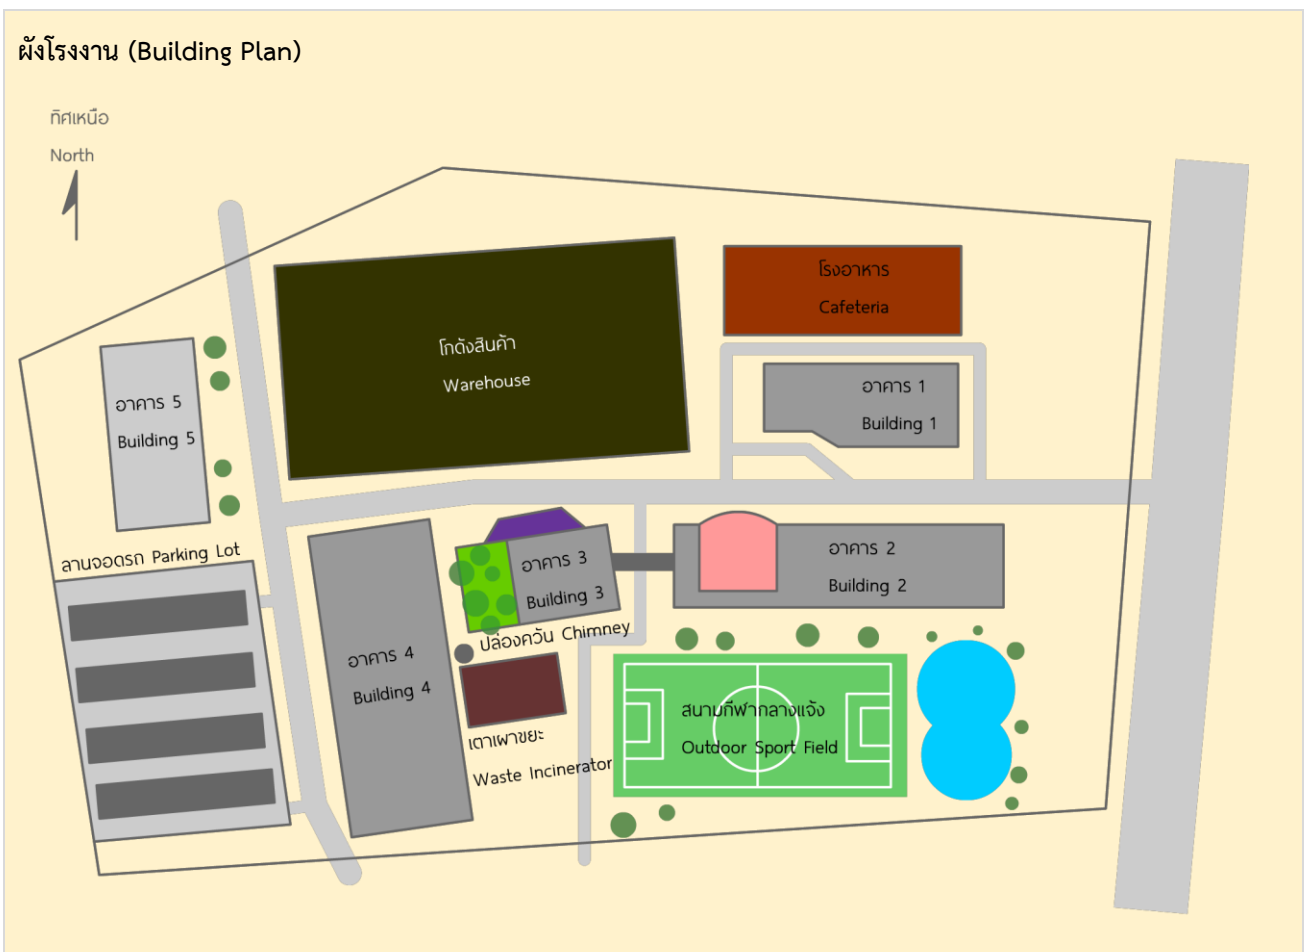 ผังโรงงาน (Building Plan)
ทิศเหนือ
North
โรงอาหาร
Cafeteria
โกดังสินค้า
Warehouse
อาคาร 1
Building 1
อาคาร 5
Building 5
ลานจอดรถ Parking Lot
อาคาร 3
Building 3
อาคาร 2
Building 2
ปล่องควัน Chimney
อาคาร 4
Building 4
สนามกีฬากลางแจ้ง
Outdoor Sport Field
เตาเผาขยะ
Waste Incinerator